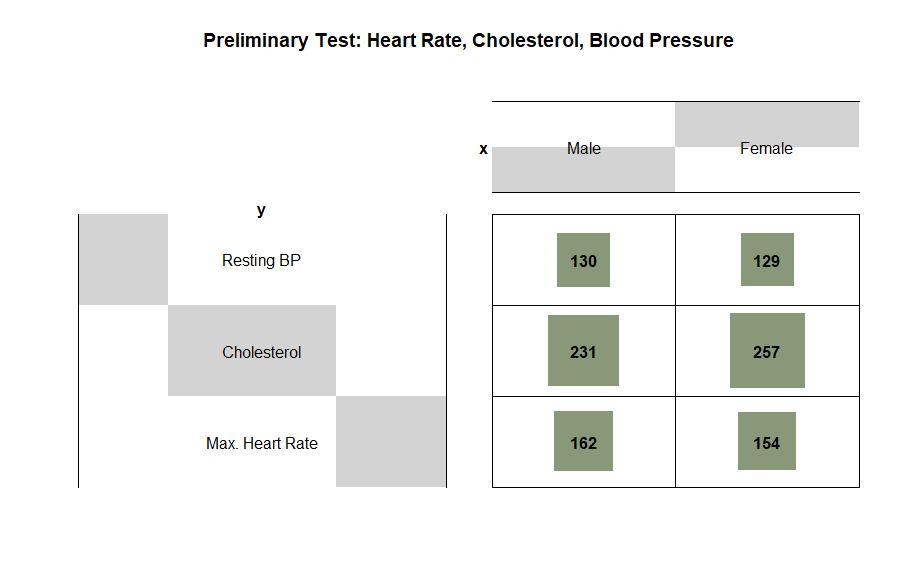 Preliminary Test: Heart Rate, Cholesterol, Blood Pressure
x Male Female
y
Resting BP 130 129
Cholesterol 231 257
Max. Heart Rate 162 154